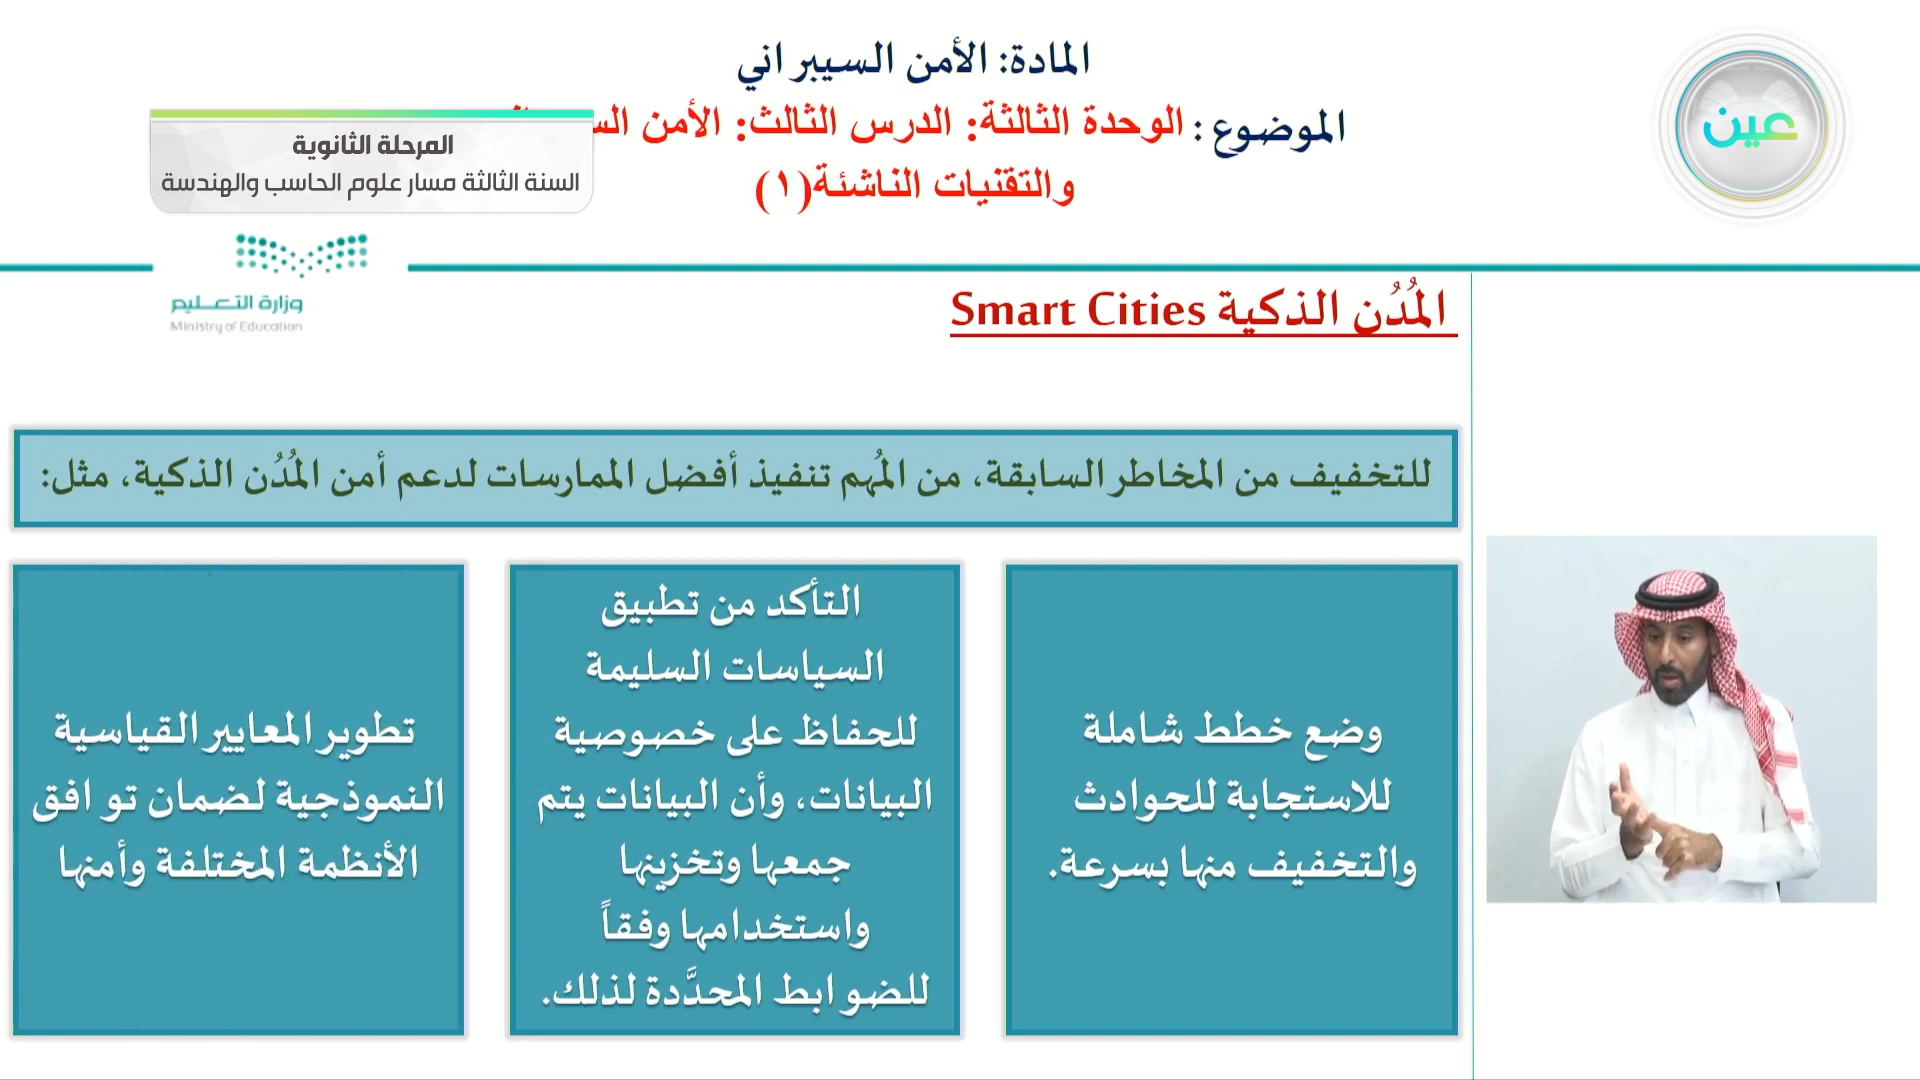 المادة: الأمن السيبراني
الموضوع : الوحدة الثالثة: الدرس الثالث: الأمن
والتقنيات الناشئة(١)
عين
المرحلة الثانوية
السنة الثالثة مسار علوم الحاسب والهندسة
وزارة التعليم
Ministry of Education
المُدُن الذكية Smart Cities
للتخفيف من المخاطر السابقة، من المُهم تنفيذ أفضل الممارسات لدعم أمن المُدُن الذكية، مثل:
وضع خطط شاملة
للاستجابة للحوادث
والتخفيف منها بسرعة.
التأكد من تطبيق
السياسات السليمة
للحفاظ على خصوصية
البيانات، وأن البيانات يتم
جمعها وتخزينها
واستخدامها وفقاً
للضوابط المحدَّدة لذلك.
تطوير المعايير القياسية
النموذجية لضمان توافق
الأنظمة المختلفة وأمنها